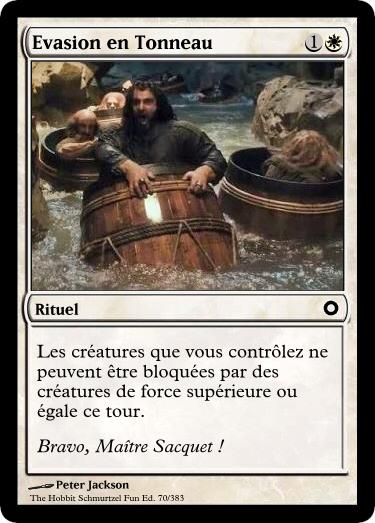 Evasion en Tonneau 1
Rituel
Les créatures que vous contrôlez ne
peuvent être bloquées par des
créatures de force supérieure ou
égale ce tour.
Bravo, Maître Sacquet !
Peter Jackson
The Hobbit Schmurtzel Fun Ed. 70/383